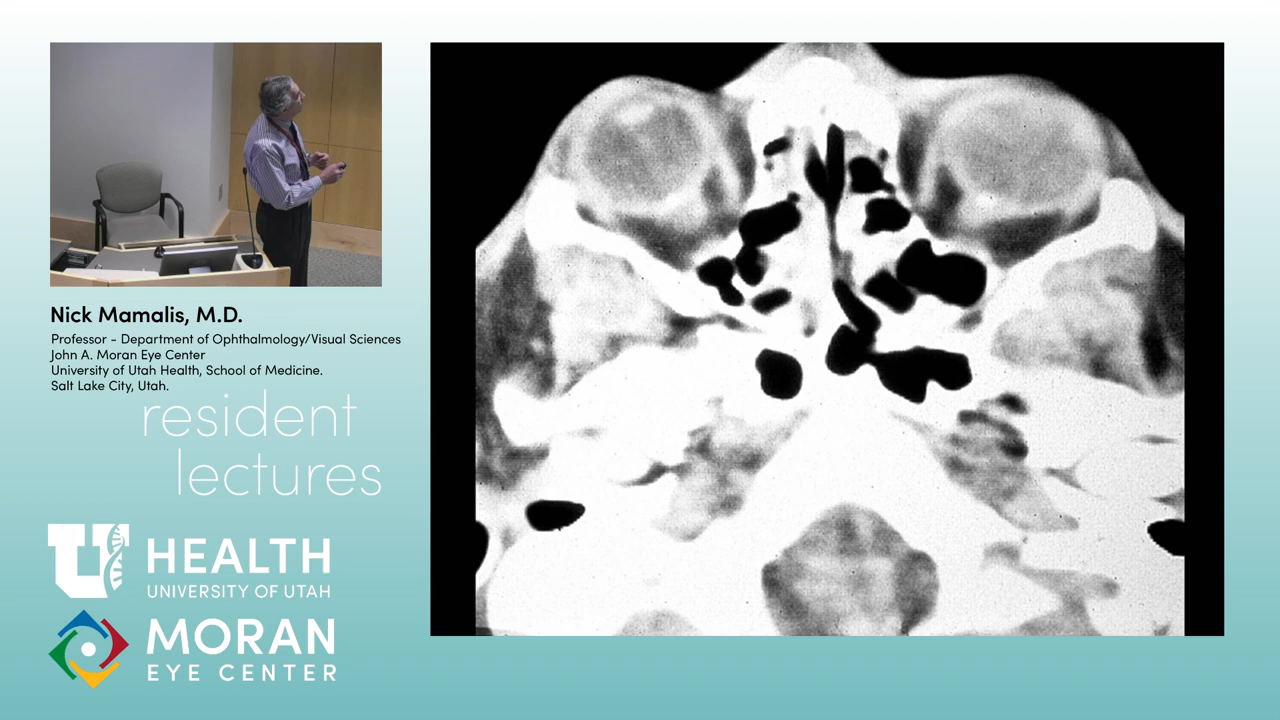 Nick Mamalis, M.D.
Professor - Department of Ophthalmology/Visual Sciences
John A. Moran Eye Center
University of Utah Health, School of Medicine.
Salt Lake City, Utah.
resident
lectures
U HEALTH
UNIVERSITY OF UTAH
MORAN
EYE CENTER